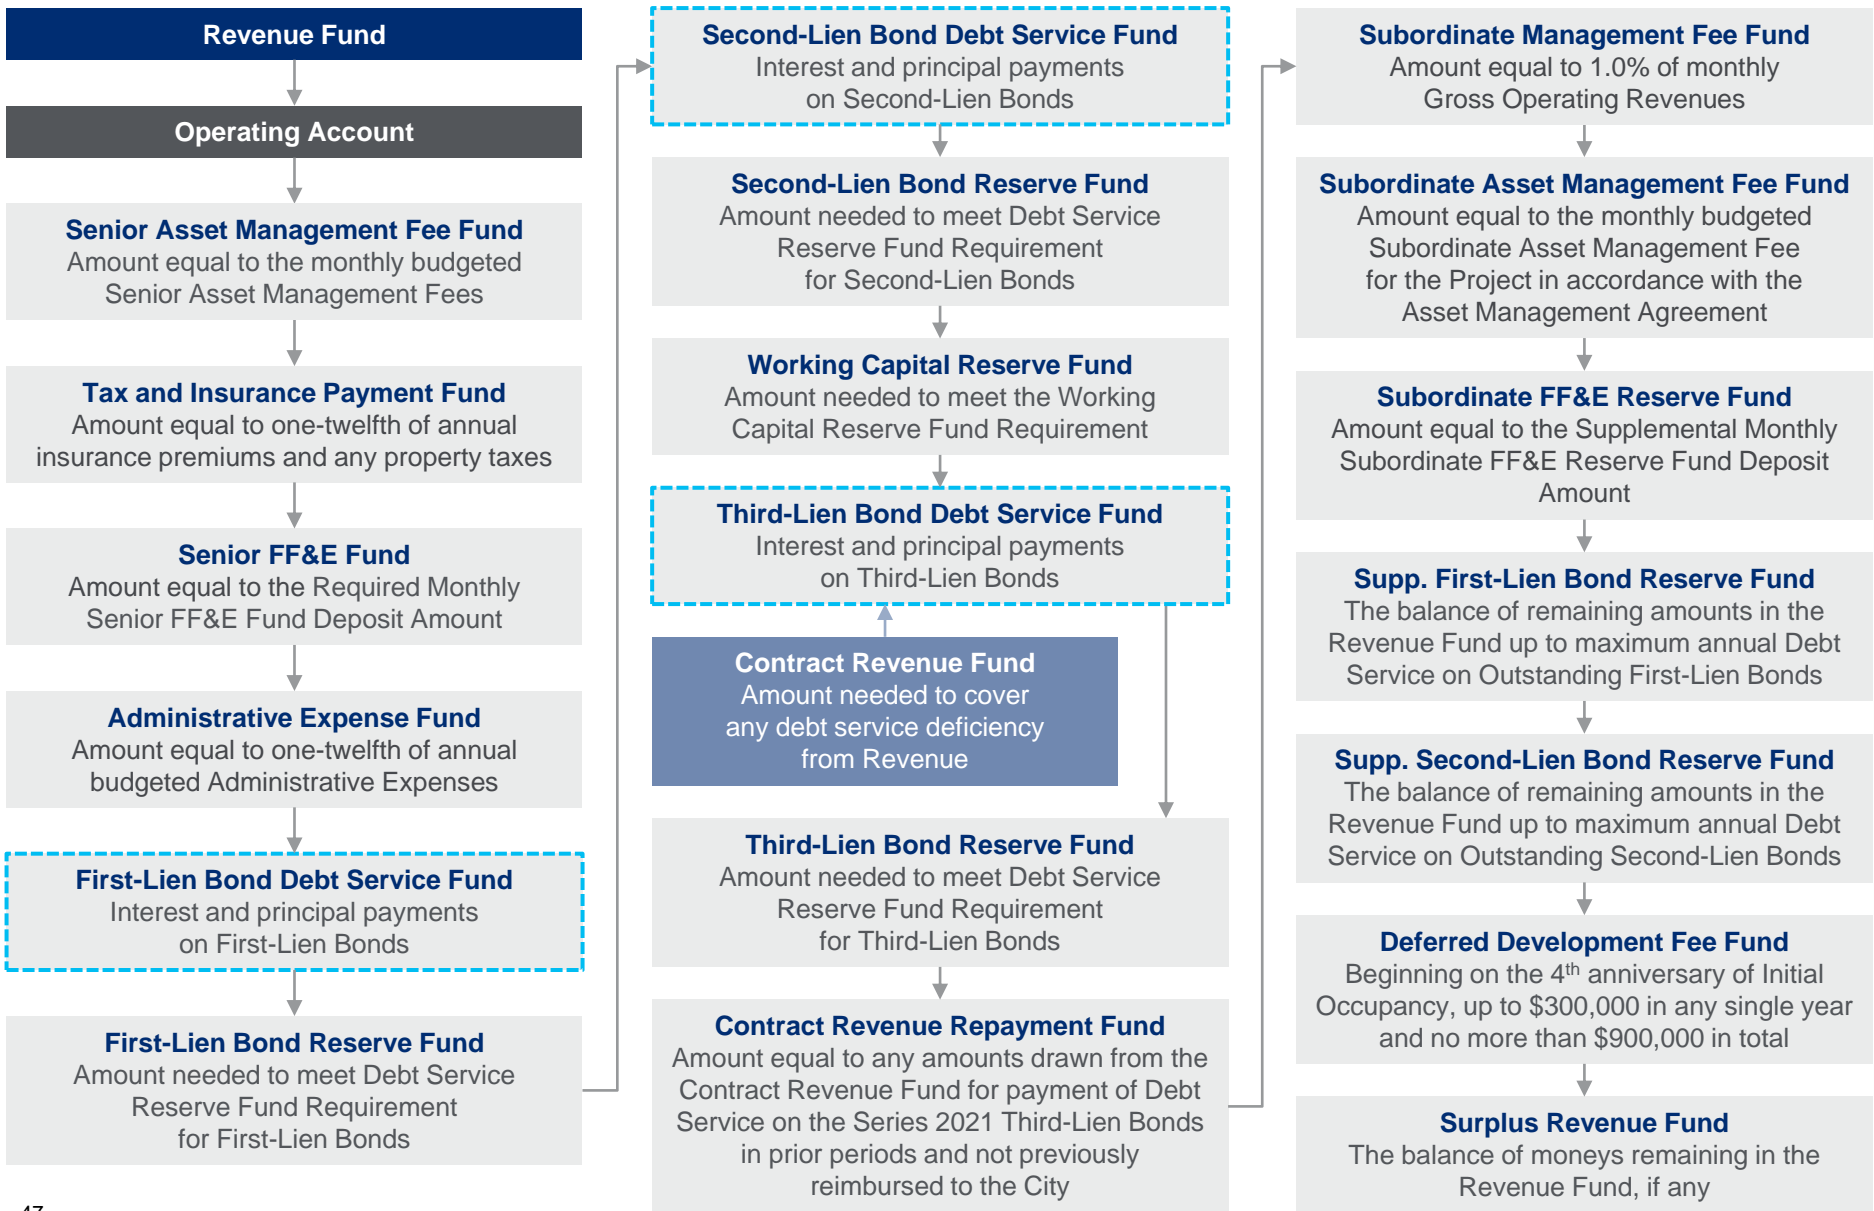 Revenue Fund
Operating Account
Senior Asset Management Fee Fund
Amount equal to the monthly budgeted
Senior Asset Management Fees
Tax and Insurance Payment Fund
Amount equal to one-twelfth of annual
insurance premiums and any property taxes
Senior FF&E Fund
Amount equal to the Required Monthly
Senior FF&E Fund Deposit Amount
Administrative Expense Fund
Amount equal to one-twelfth of annual
budgeted Administrative Expenses
First-Lien Bond Debt Service Fund
Interest and principal payments
on First-Lien Bonds
First-Lien Bond Reserve Fund
Amount needed to meet Debt Service
Reserve Fund Requirement
for First-Lien Bonds
Second-Lien Bond Debt Service Fund
Interest and principal payments
on Second-Lien Bonds
Second-Lien Bond Reserve Fund
Amount needed to meet Debt Service
Reserve Fund Requirement
for Second-Lien Bonds
Working Capital Reserve Fund
Amount needed to meet the Working
Capital Reserve Fund Requirement
Third-Lien Bond Debt Service Fund
Interest and principal payments
on Third-Lien Bonds
Contract Revenue Fund
Amount needed to cover
any debt service deficiency
from Revenue
Third-Lien Bond Reserve Fund
Amount needed to meet Debt Service
Reserve Fund Requirement
for Third-Lien Bonds
Contract Revenue Repayment Fund
Amount equal to any amounts drawn from the
Contract Revenue Fund for payment of Debt
Service on the Series 2021 Third-Lien Bonds
in prior periods and not previously
reimbursed to the City
Subordinate Management Fee Fund
Amount equal to 1.0% of monthly
Gross Operating Revenues
Subordinate Asset Management Fee Fund
Amount equal to the monthly budgeted
Subordinate Asset Management Fee
for the Project in accordance with the
Asset Management Agreement
Subordinate FF&E Reserve Fund
Amount equal to the Supplemental Monthly
Subordinate FF&E Reserve Fund Deposit
Amount
Supp. First-Lien Bond Reserve Fund
The balance of remaining amounts in the
Revenue Fund up to maximum annual Debt
Service on Outstanding First-Lien Bonds
Supp. Second-Lien Bond Reserve Fund
The balance of remaining amounts in the
Revenue Fund up to maximum annual Debt
Service on Outstanding Second-Lien Bonds
Deferred Development Fee Fund
Beginning on the 4th anniversary of Initial
Occupancy, up to $300,000 in any single year
and no more than $900,000 in total
Surplus Revenue Fund
The balance of moneys remaining in the
Revenue Fund, if any